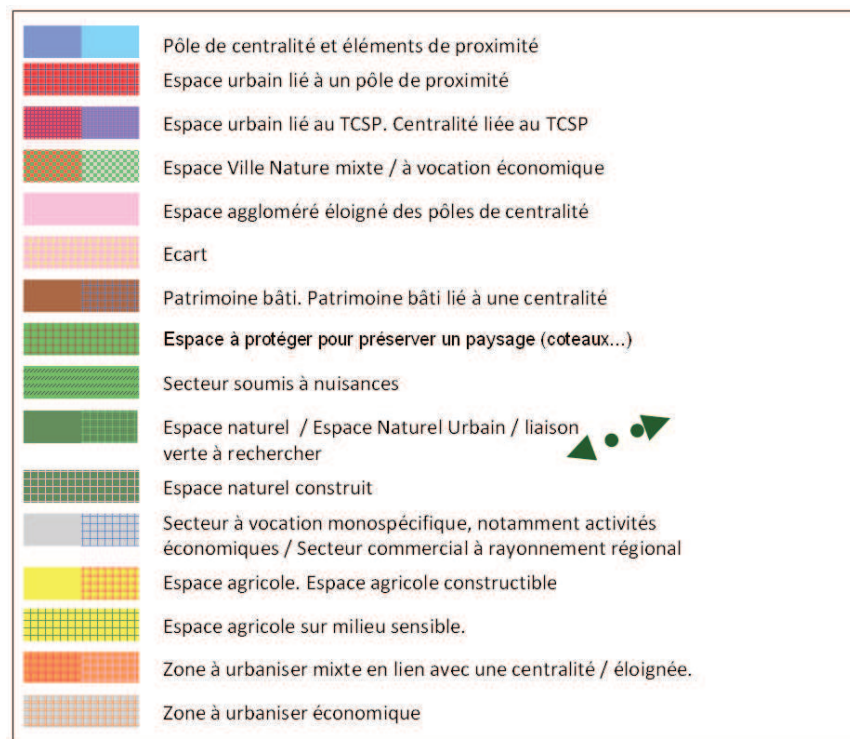 Pôle de centralité et éléments de proximité
Espace urbain lié à un pôle de proximité
Espace urbain lié au TCSP. Centralité liée au TCSP
Espace Ville Nature mixte / à vocation économique
Espace aggloméré éloigné des pôles de centralité
Ecart
Patrimoine bâti. Patrimoine bâti lié à une centralité
Espace à protéger pour préserver un paysage (coteaux...)
Secteur soumis à nuisances
Espace naturel / Espace Naturel Urbain / liaison
verte à rechercher
Espace naturel construit
Secteur à vocation monospécifique, notamment activités
économiques / Secteur commercial à rayonnement régional
Espace agricole. Espace agricole constructible
Espace agricole sur milieu sensible.
Zone à urbaniser mixte en lien avec une centralité / éloignée.
Zone à urbaniser économique